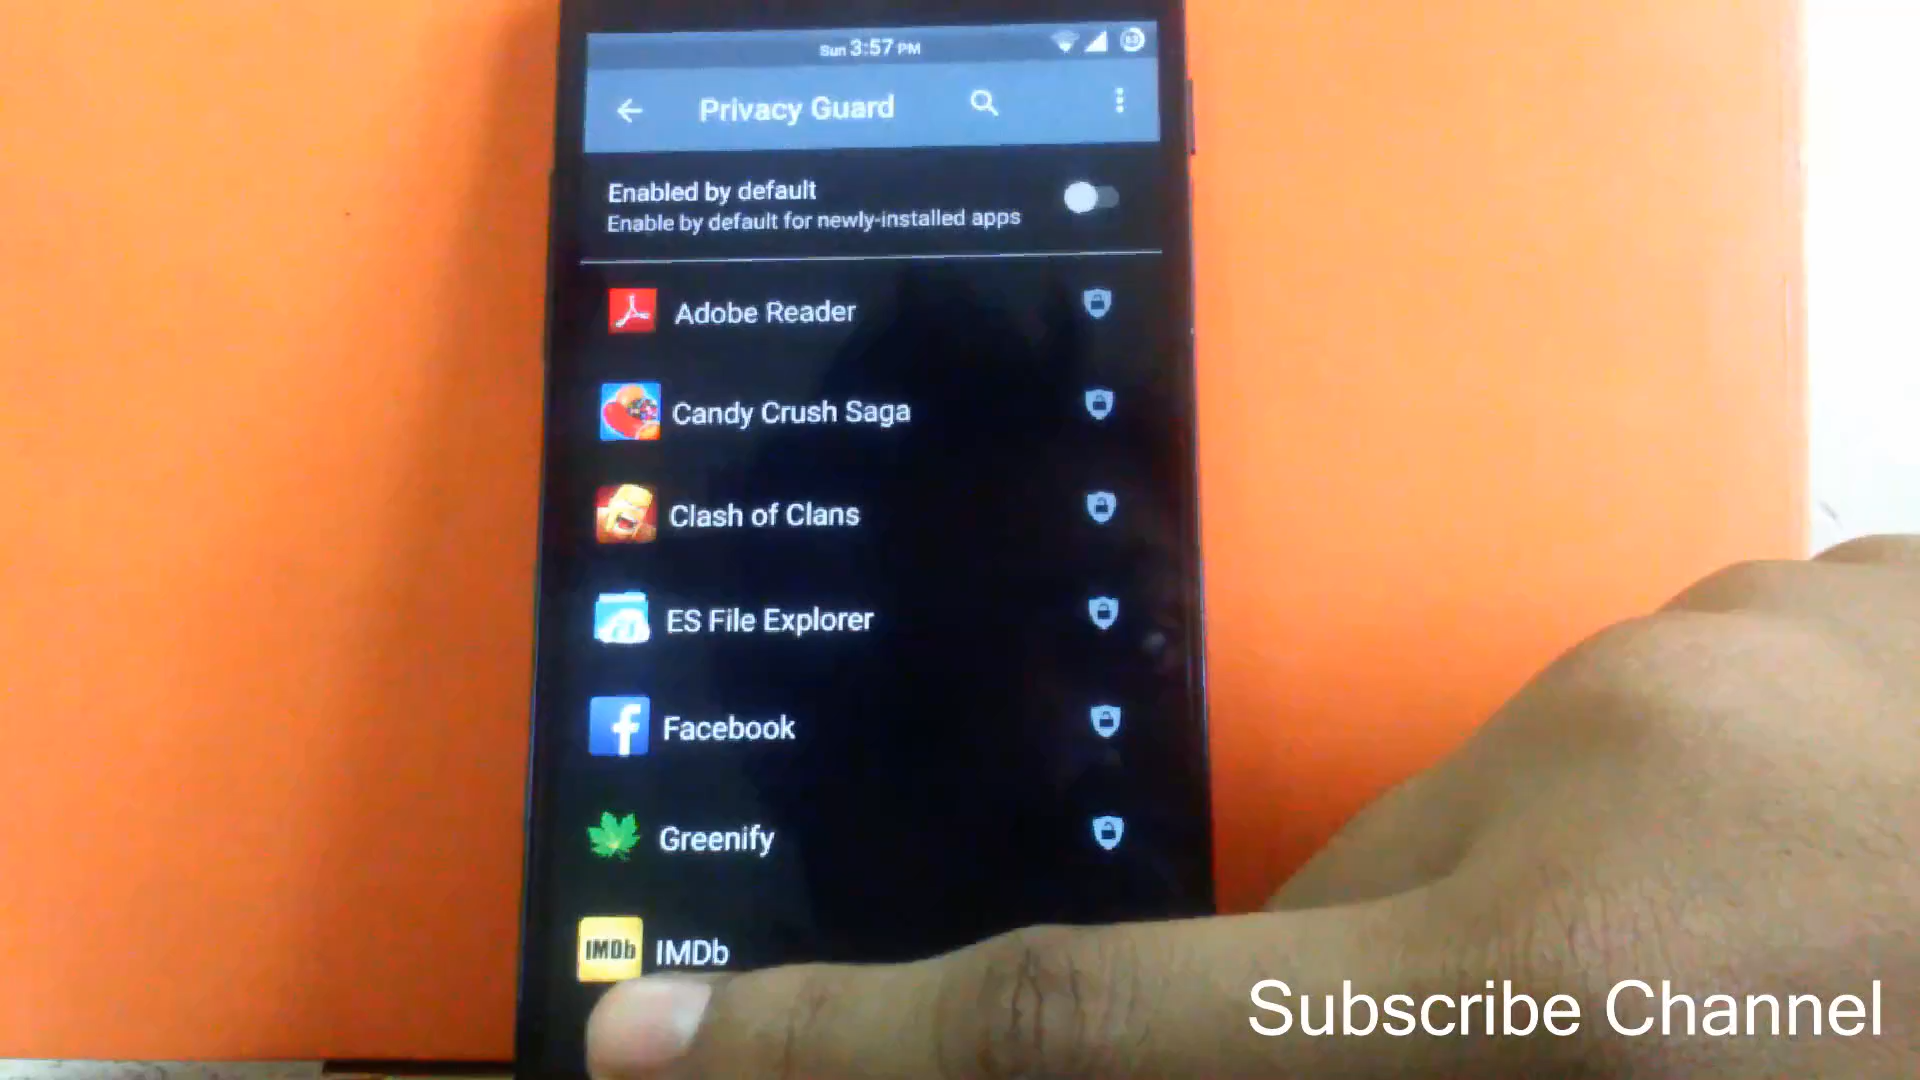 Sun 3:57 PM
Privacy Guard
Enabled by default
Enable by default for newly-installed apps
Adobe Reader
Candy Crush Saga
Clash of Clans
ES File Explorer
f Facebook
Greenify
IMDb IMDb
Subscribe Channel